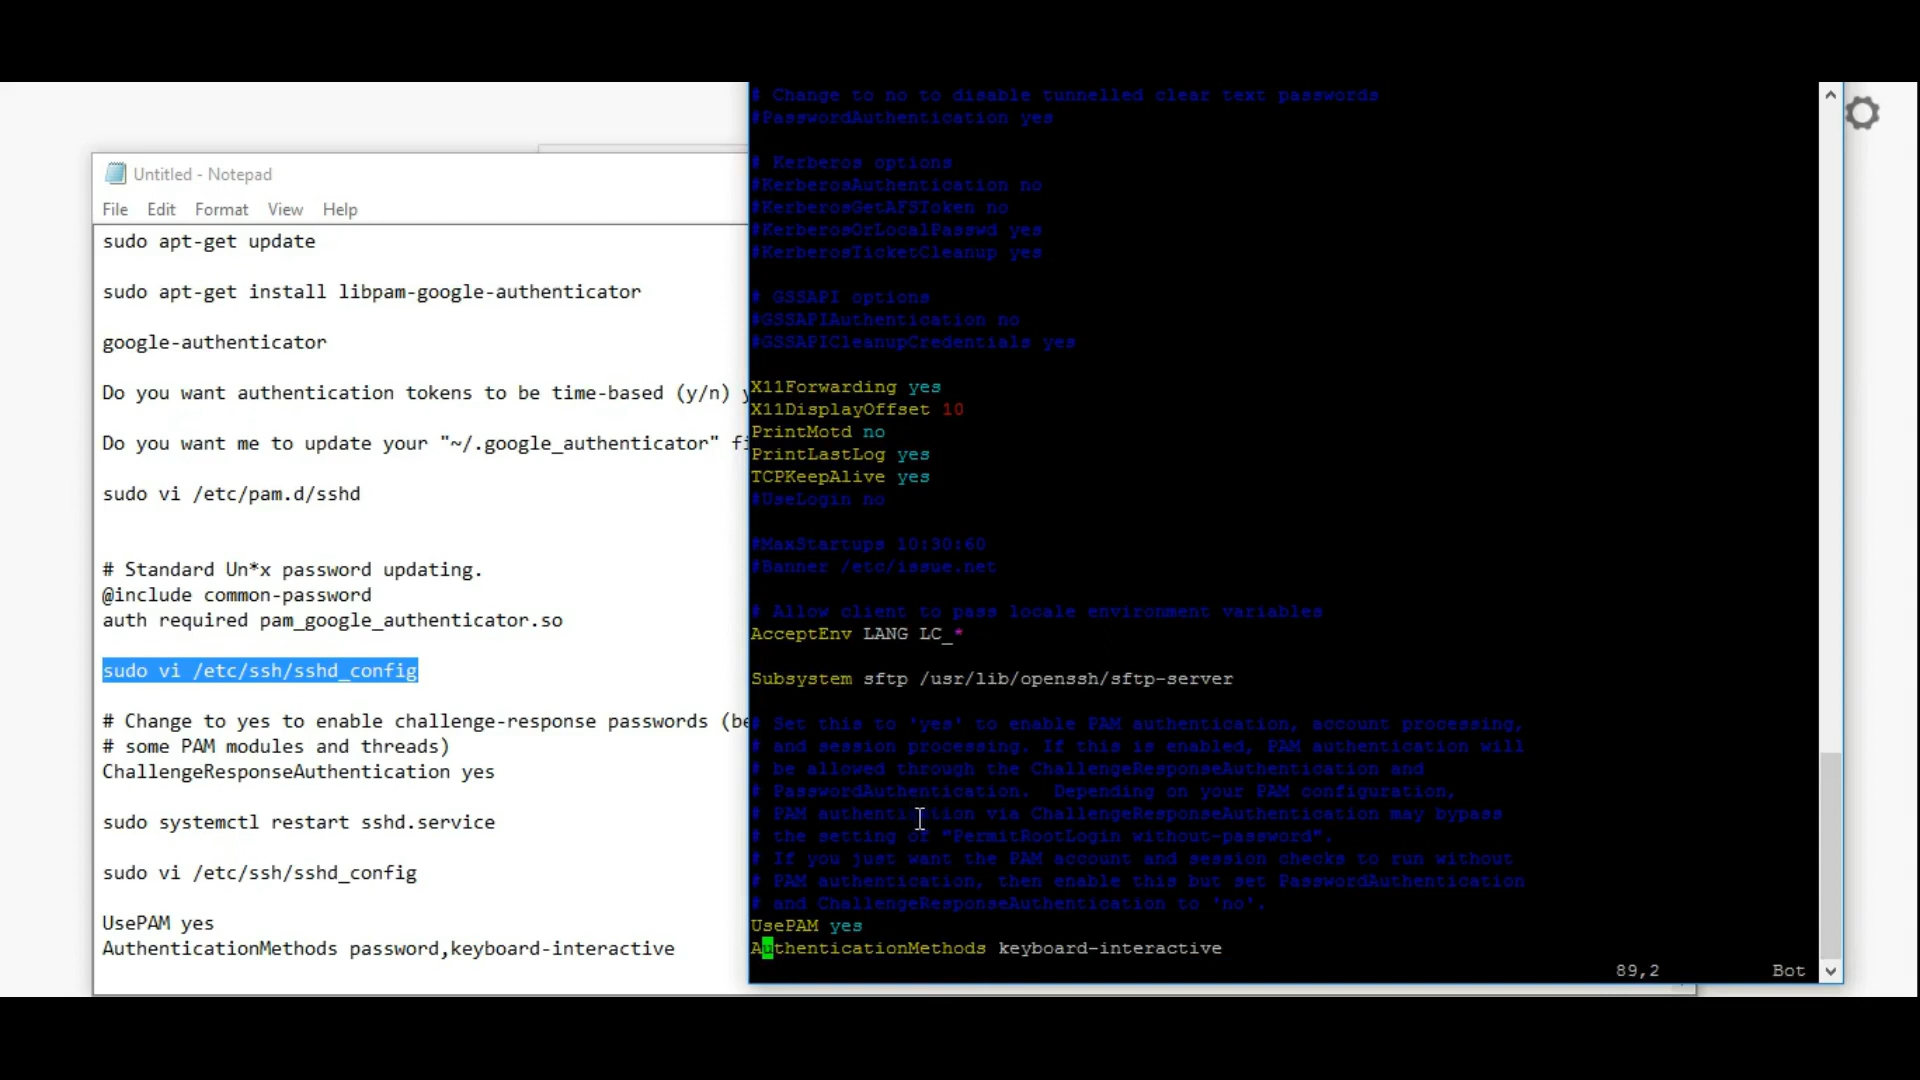 Untitled - Notepad
File Edit Format View Help
sudo apt-get update
sudo apt-get install libpam-google-authenticator
google-authenticator
Do you want authentication tokens to be time-based (y/n) y
Do you want me to update your "~/.google_authenticator" fi
sudo vi /etc/pam.d/sshd
# Standard Un*x password updating.
@include common-password
auth required pam_google_authenticator.so
sudo vi /etc/ssh/sshd_config
# Change to yes to enable challenge-response passwords (be
# some PAM modules and threads)
ChallengeResponseAuthentication yes
sudo systemctl restart sshd.service
sudo vi /etc/ssh/sshd_config
UsePAM yes
AuthenticationMethods password,keyboard-interactive
# Change to no to disable tunnelled clear text passwords
#PasswordAuthentication yes
# Kerberos options
#KerberosAuthentication no
#KerberosGetAFSToken no
#KerberosOrLocalPasswd yes
#KerberosTicketCleanup yes
# GSSAPI options
#GSSAPIAuthentication no
#GSSAPICleanupCredentials yes
X11Forwarding yes
X11DisplayOffset 10
PrintMotd no
PrintLastLog yes
TCPKeepAlive yes
#UseLogin no
#MaxStartups 10:30:60
#Banner /etc/issue.net
# Allow client to pass locale environment variables
AcceptEnv LANG LC_*
Subsystem sftp /usr/lib/openssh/sftp-server
# Set this to 'yes' to enable PAM authentication, account processing,
# and session processing. If this is enabled, PAM authentication will
# be allowed through the ChallengeResponseAuthentication and
# PasswordAuthentication.  Depending on your PAM configuration,
# PAM authentication via ChallengeResponseAuthentication may bypass
# the setting of "PermitRootLogin without-password".
# If you just want the PAM account and session checks to run without
# PAM authentication, then enable this but set PasswordAuthentication
# and ChallengeResponseAuthentication to 'no'.
UsePAM yes
AuthenticationMethods keyboard-interactive
89,2 Bot